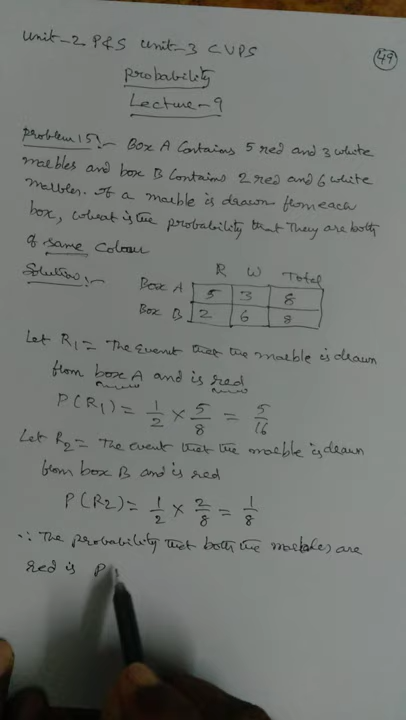 Unit-2 P&S Unit-3 CVPS
49
Probability
Lecture-9
Problem 15:- Box A Contains 5 red and 3 white
marbles and box B Contains 2 red and 6 white
marbles. If a marble is drawn from each
box, what is the probability that They are both
of same Colour
Solution:-
R W Total
Box A 5 3 8
Box B 2 6 8
Let R1 = The Event that the marble is drawn
from box A and is red
P(R1) = 1/2 × 5/8 = 5/16
Let R2 = The Event that the marble is drawn
from box B and is red
P(R2) = 1/2 × 2/8 = 1/8
∴ The probability that both the marbles are
red is P